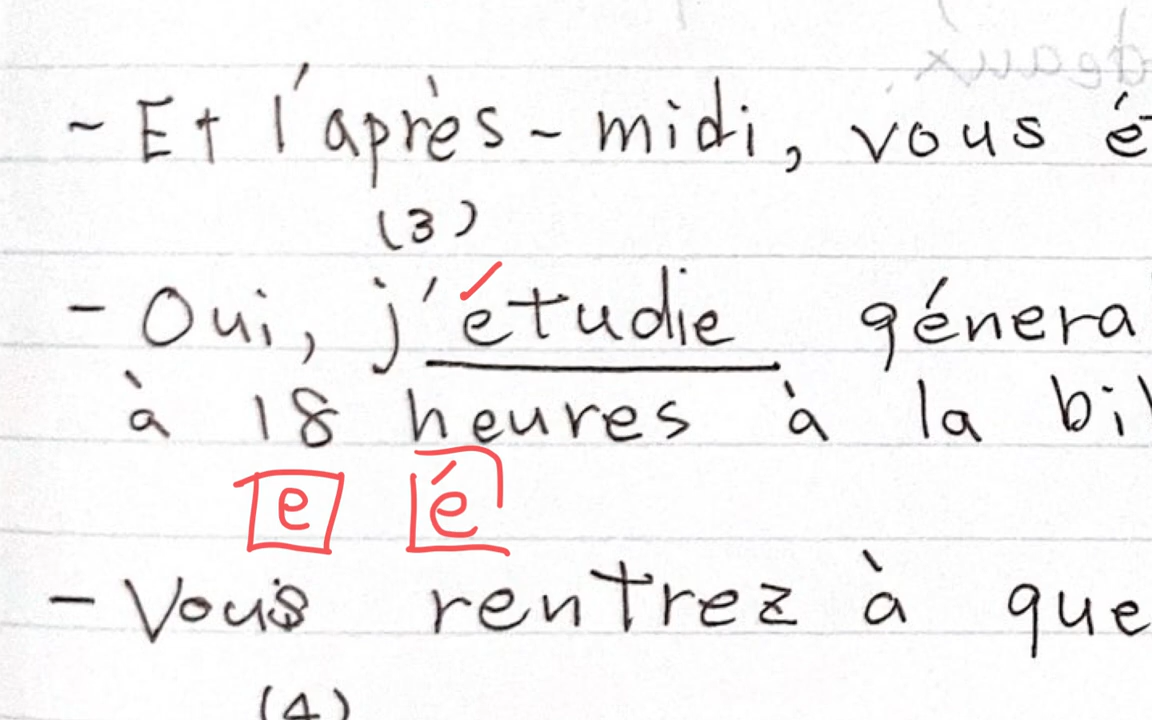 - Et l'après-midi, vous é
(3)
- Oui, j'étudie génera
à 18 heures à la bi
e é
- Vous rentrez à que
(4)